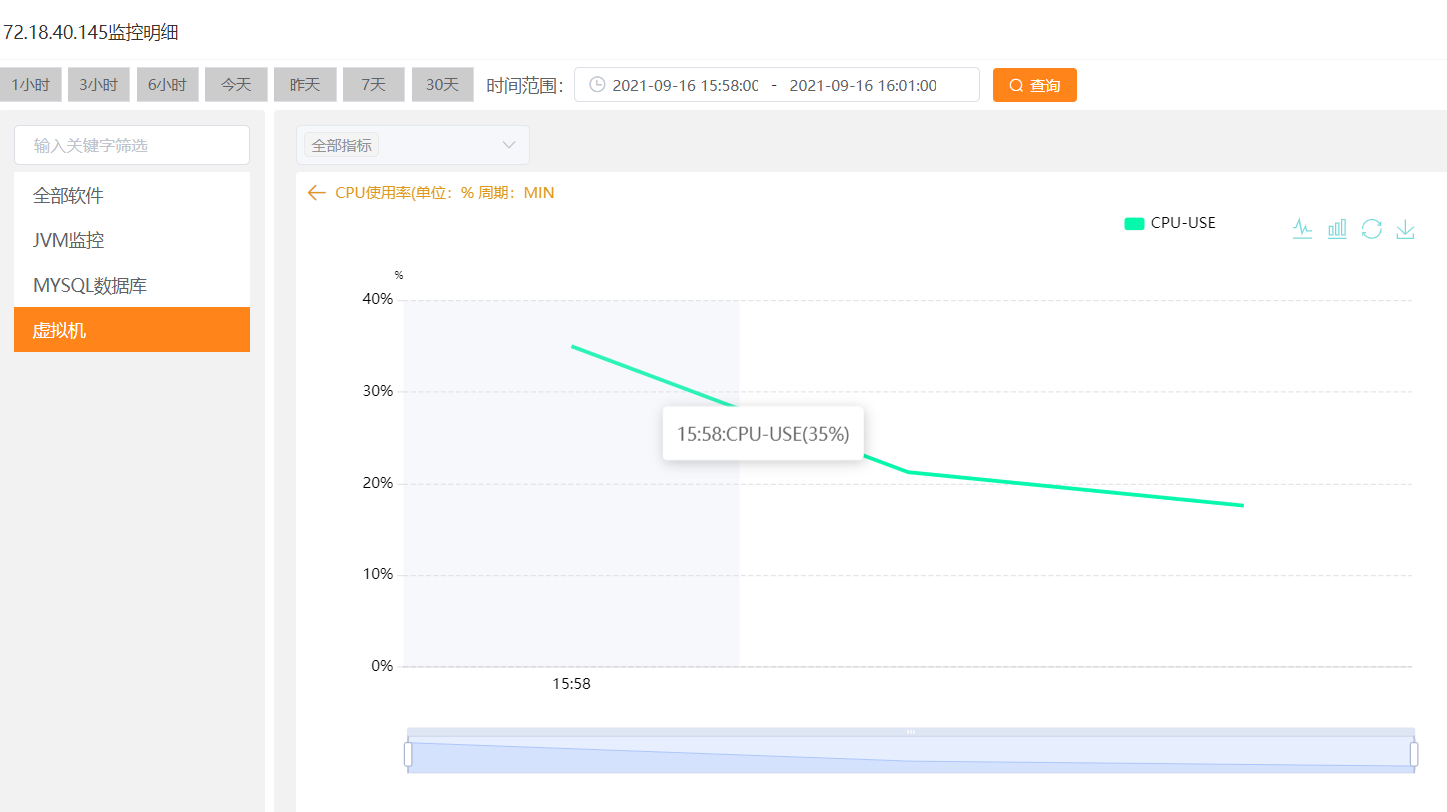 72.18.40.145监控明细
1小时 3小时 6小时 今天 昨天 7天 30天 时间范围: 2021-09-16 15:58:00 - 2021-09-16 16:01:00 查询
输入关键字筛选
全部软件
JVM监控
MYSQL数据库
虚拟机
全部指标
CPU使用率(单位：% 周期：MIN
CPU-USE
%
40%
30%
15:58:CPU-USE(35%)
20%
10%
0%
15:58